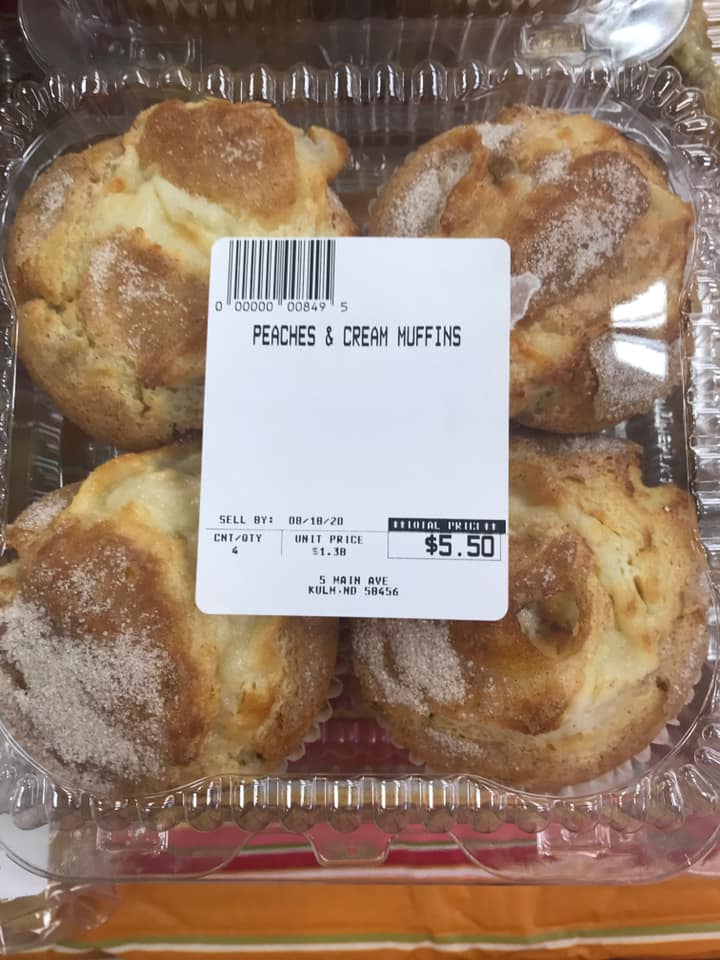 0 00000 00849 5
PEACHES & CREAM MUFFINS
SELL BY: 08/18/20
**TOTAL PRICE**
CNT/QTY UNIT PRICE $5.50
4 $1.38
5 MAIN AVE
KULM, ND 58456